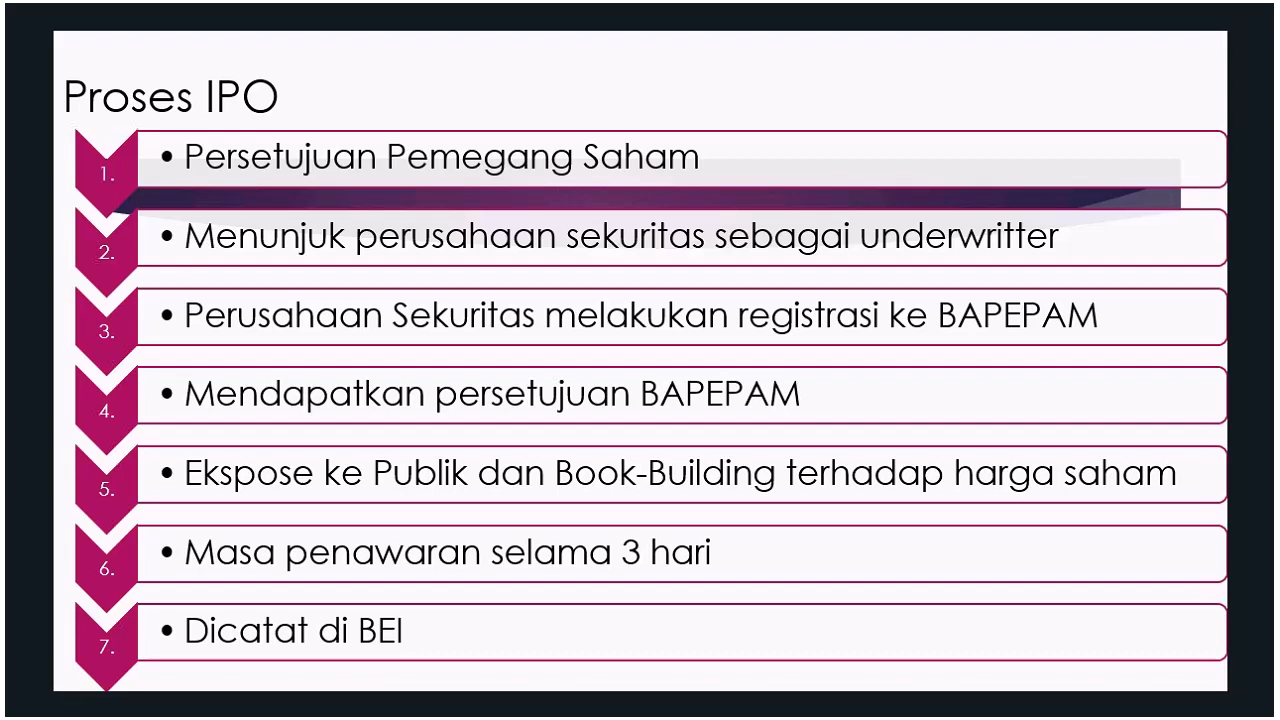 Proses IPO
1.
• Persetujuan Pemegang Saham
2.
• Menunjuk perusahaan sekuritas sebagai underwritter
3.
• Perusahaan Sekuritas melakukan registrasi ke BAPEPAM
4.
• Mendapatkan persetujuan BAPEPAM
5.
• Ekspose ke Publik dan Book-Building terhadap harga saham
6.
• Masa penawaran selama 3 hari
7.
• Dicatat di BEI